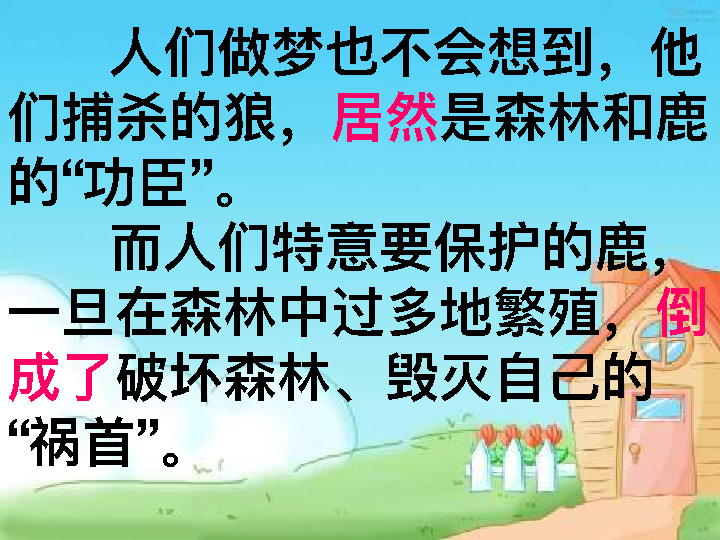 人们做梦也不会想到，他
们捕杀的狼，居然是森林和鹿
的“功臣”。
而人们特意要保护的鹿，
一旦在森林中过多地繁殖，倒
成了破坏森林、毁灭自己的
“祸首”。